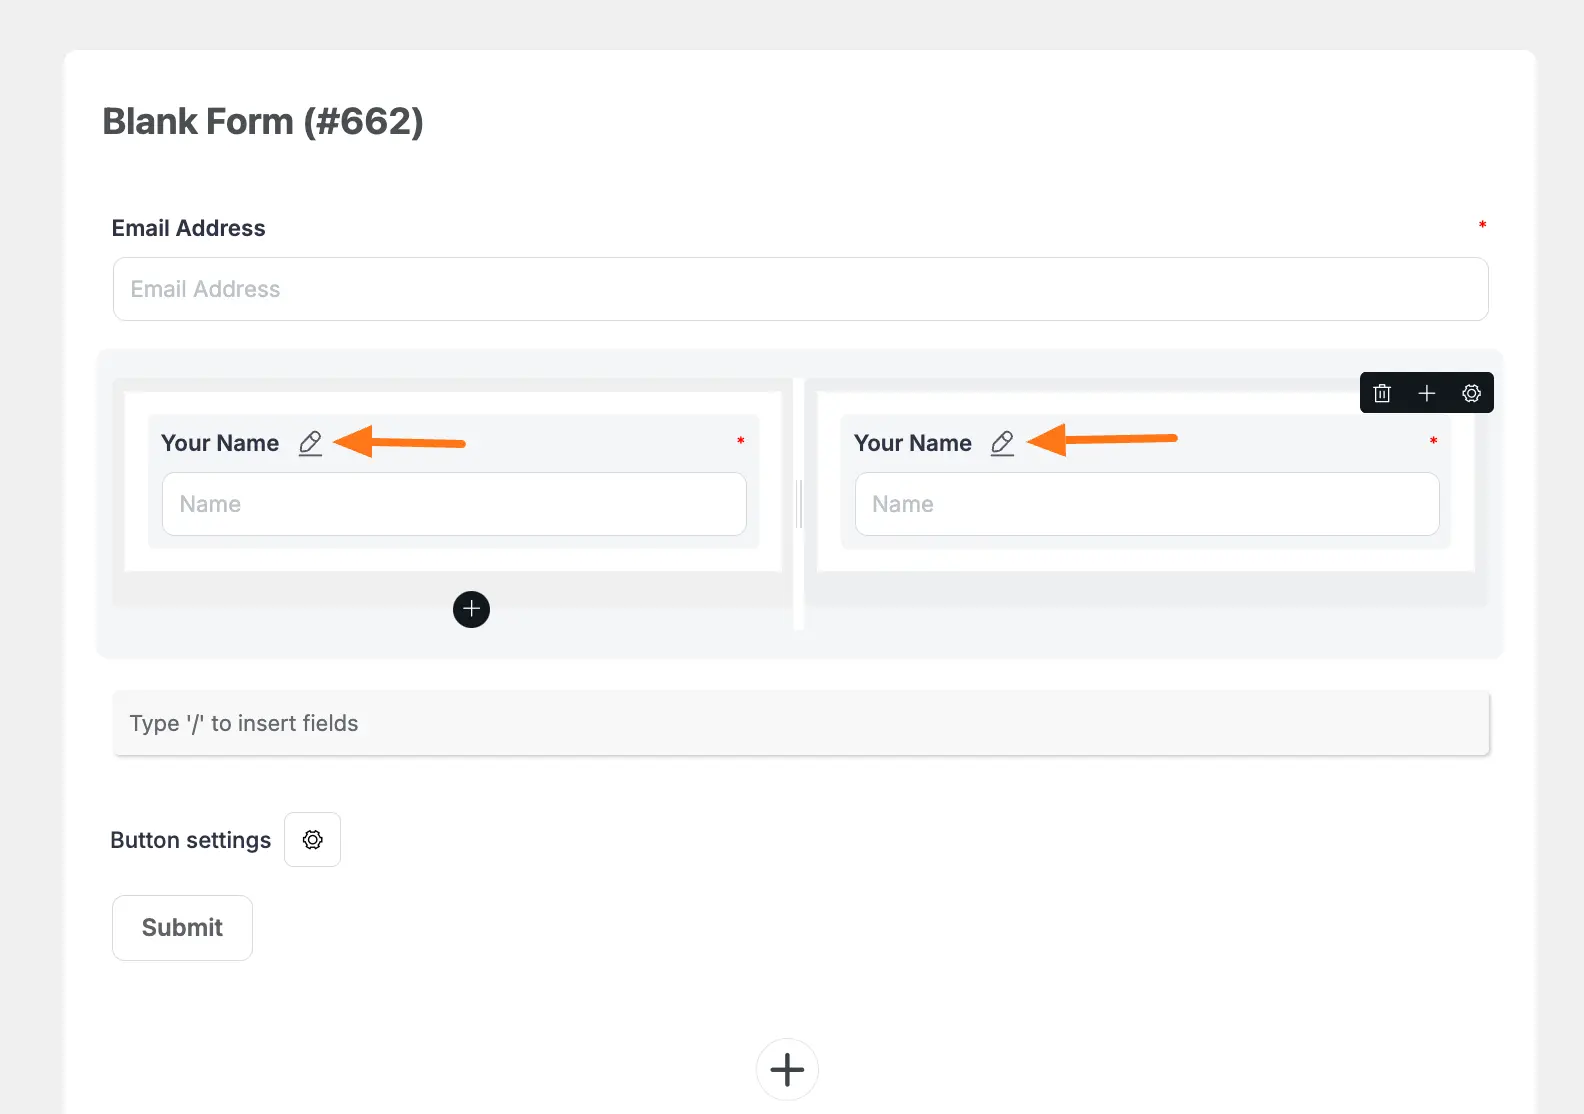 Blank Form (#662)
Email Address *
Email Address
Your Name *
Name
Your Name *
Name
Type '/' to insert fields
Button settings
Submit